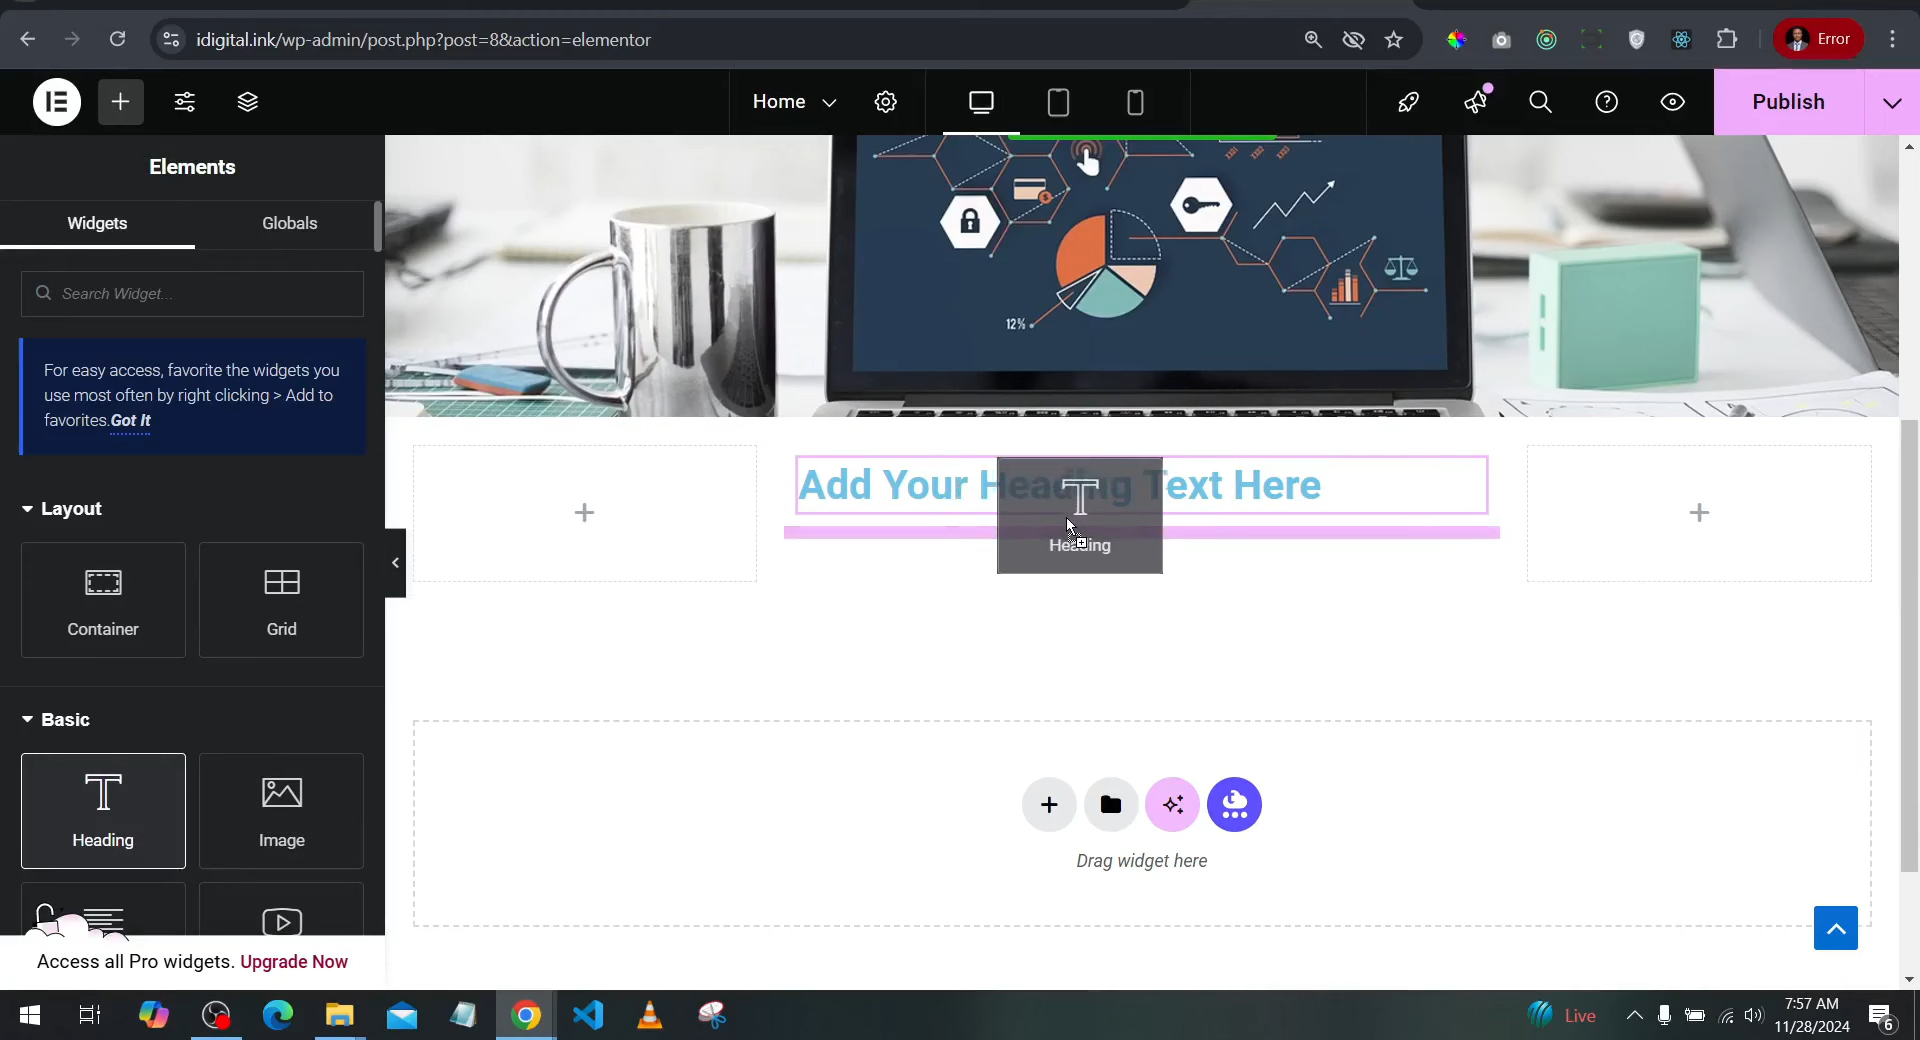 idigital.ink/wp-admin/post.php?post=8&action=elementor
Error
Home
Publish
Elements
Widgets
Globals
Search Widget...
For easy access, favorite the widgets you
use most often by right clicking > Add to
favorites.Got It
Layout
Container
Grid
Basic
Heading
Image
Access all Pro widgets. Upgrade Now
12%
Add Your Heading Text Here
Heading
Drag widget here
Live
7:57 AM
11/28/2024
6